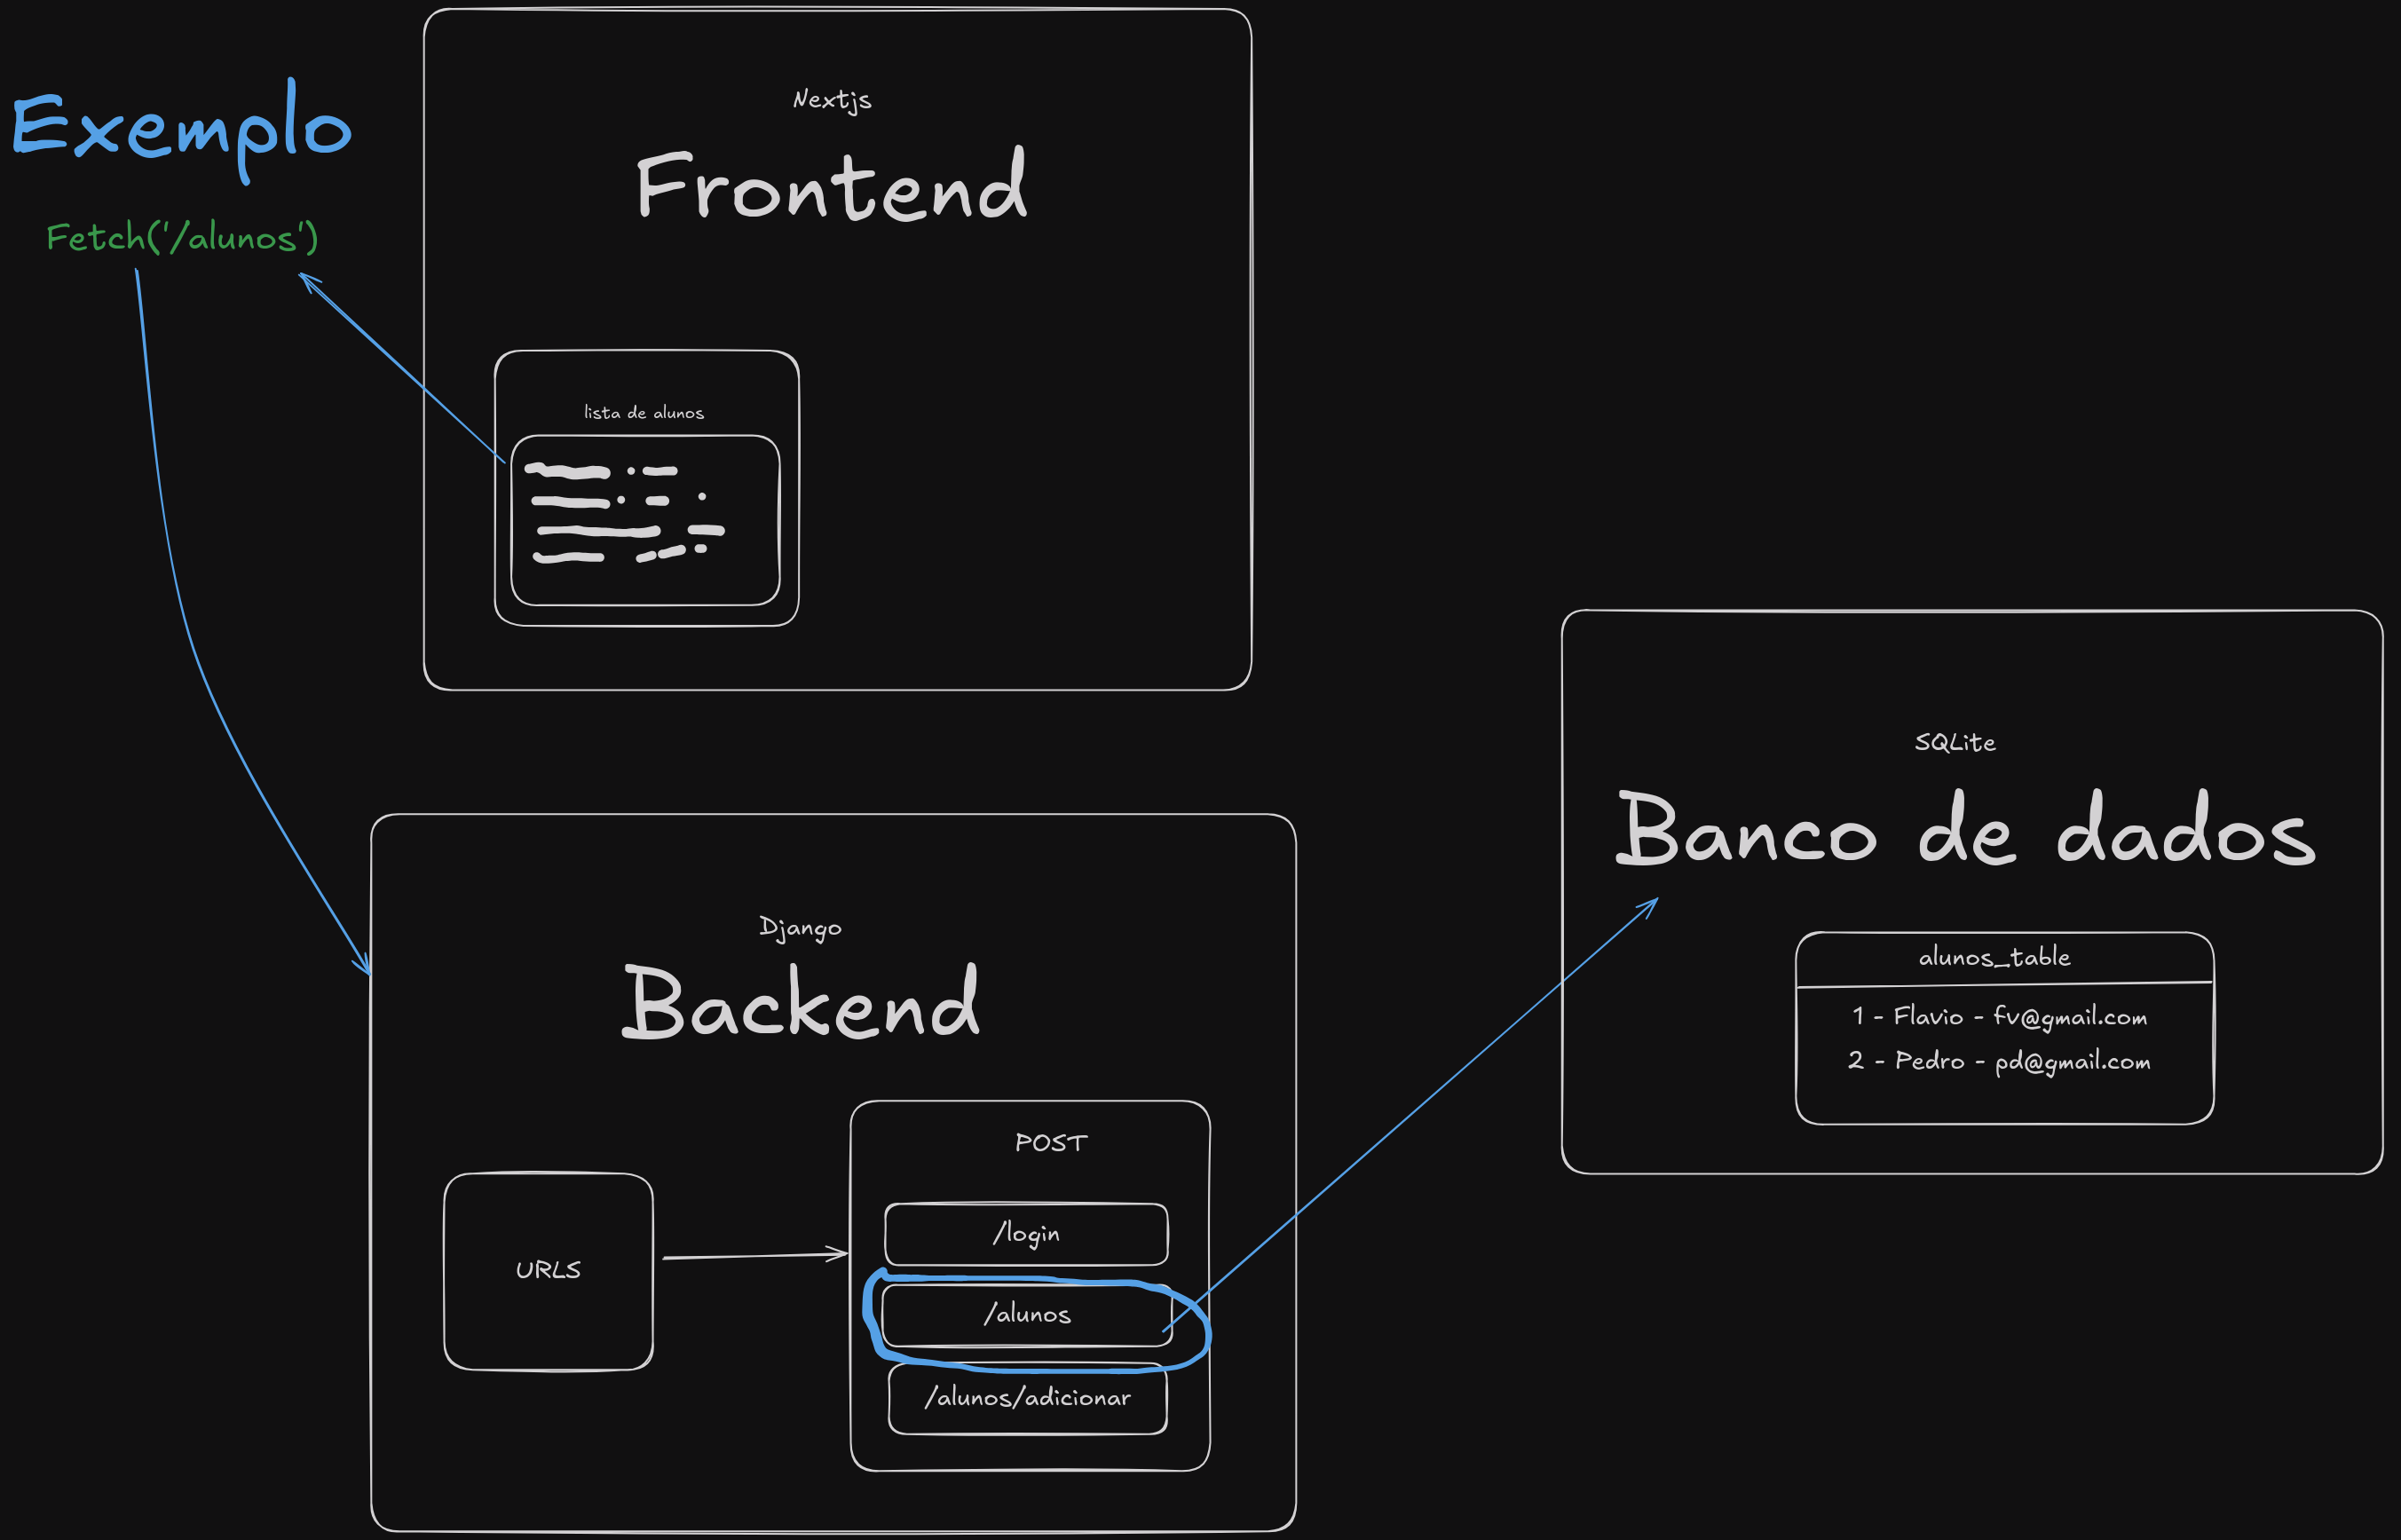 Exemplo
Fetch('/alunos')
Nextjs
Frontend
lista de alunos
Django
Backend
URLS
POST
/login
/alunos
/alunos/adicionar
SQLite
Banco de dados
alunos_table
1 - Flavio - fv@gmail.com
2 - Pedro - pd@gmail.com